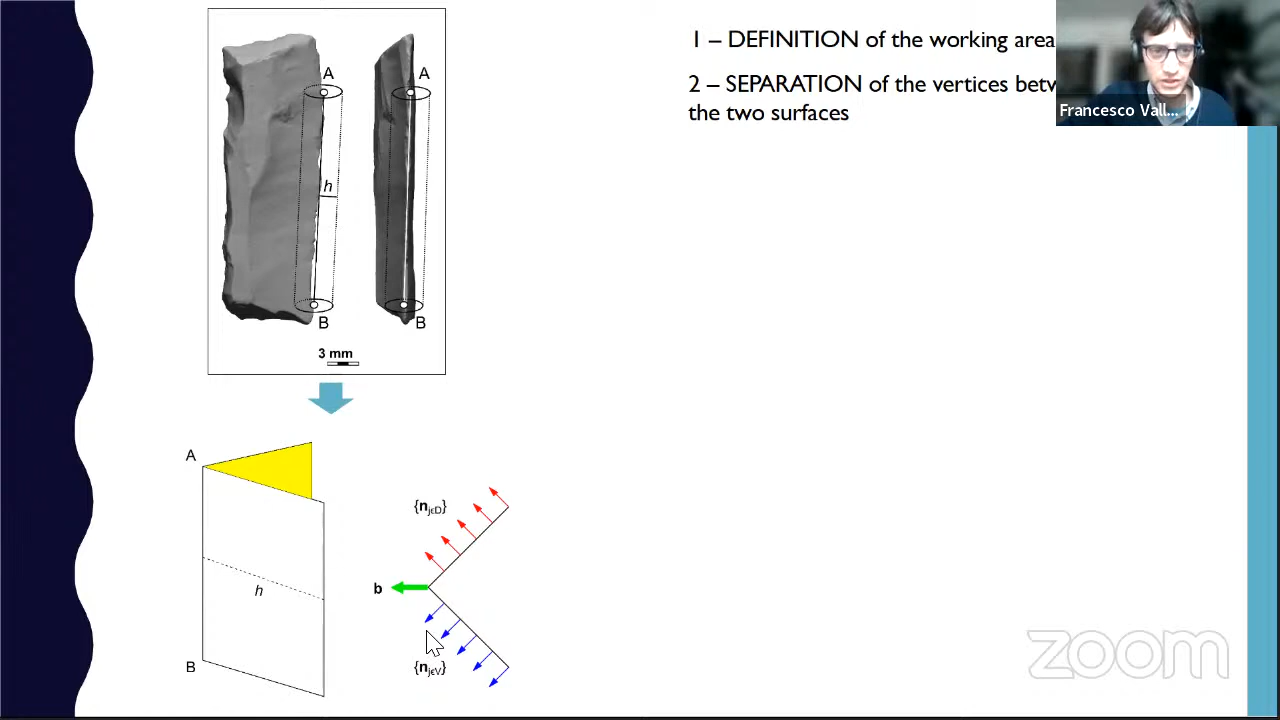 1 – DEFINITION of the working area
2 – SEPARATION of the vertices
the two surfaces
Francesco Vall...
A
A
h
B
B
3 mm
A
{njϵD}
b
h
{njϵV}
B
zoom